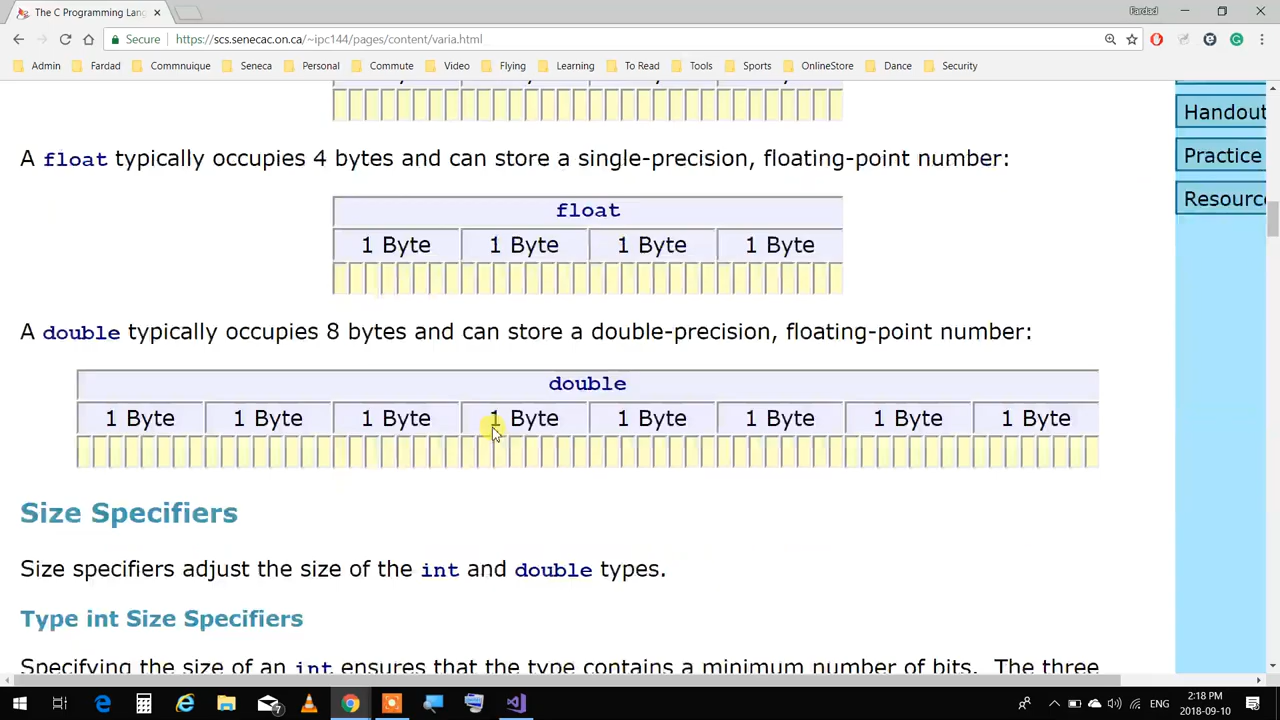 The C Programming Lang
Fardad
Secure
https://scs.senecac.on.ca/~ipc144/pages/content/varia.html
Admin Fardad Commnuique Seneca Personal Commute Video Flying Learning To Read Tools Sports OnlineStore Dance Security
Handout
A float typically occupies 4 bytes and can store a single-precision, floating-point number:
Practice
Resourc
float
1 Byte 1 Byte 1 Byte 1 Byte
A double typically occupies 8 bytes and can store a double-precision, floating-point number:
double
1 Byte 1 Byte 1 Byte 1 Byte 1 Byte 1 Byte 1 Byte 1 Byte
Size Specifiers
Size specifiers adjust the size of the int and double types.
Type int Size Specifiers
Specifying the size of an int ensures that the type contains a minimum number of bits. The three
7
ENG
2:18 PM
2018-09-10